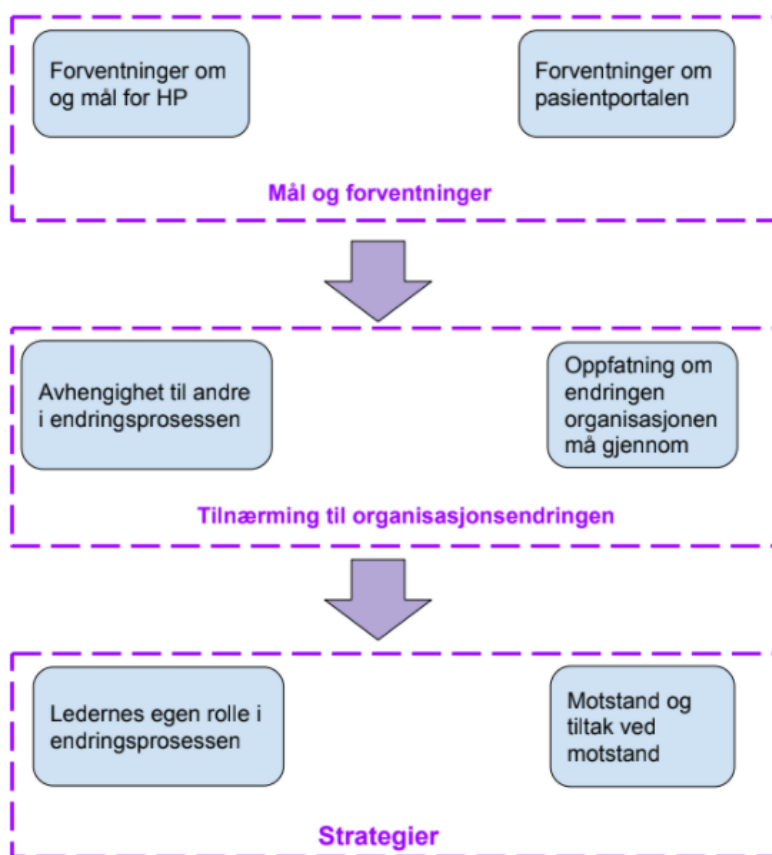 Forventninger om
og mål for HP
Forventninger om
pasientportalen
Mål og forventninger
Avhengighet til andre
i endringsprosessen
Oppfatning om
endringen
organisasjonen
må gjennom
Tilnærming til organisasjonsendringen
Ledernes egen rolle i
endringsprosessen
Motstand og
tiltak ved
motstand
Strategier